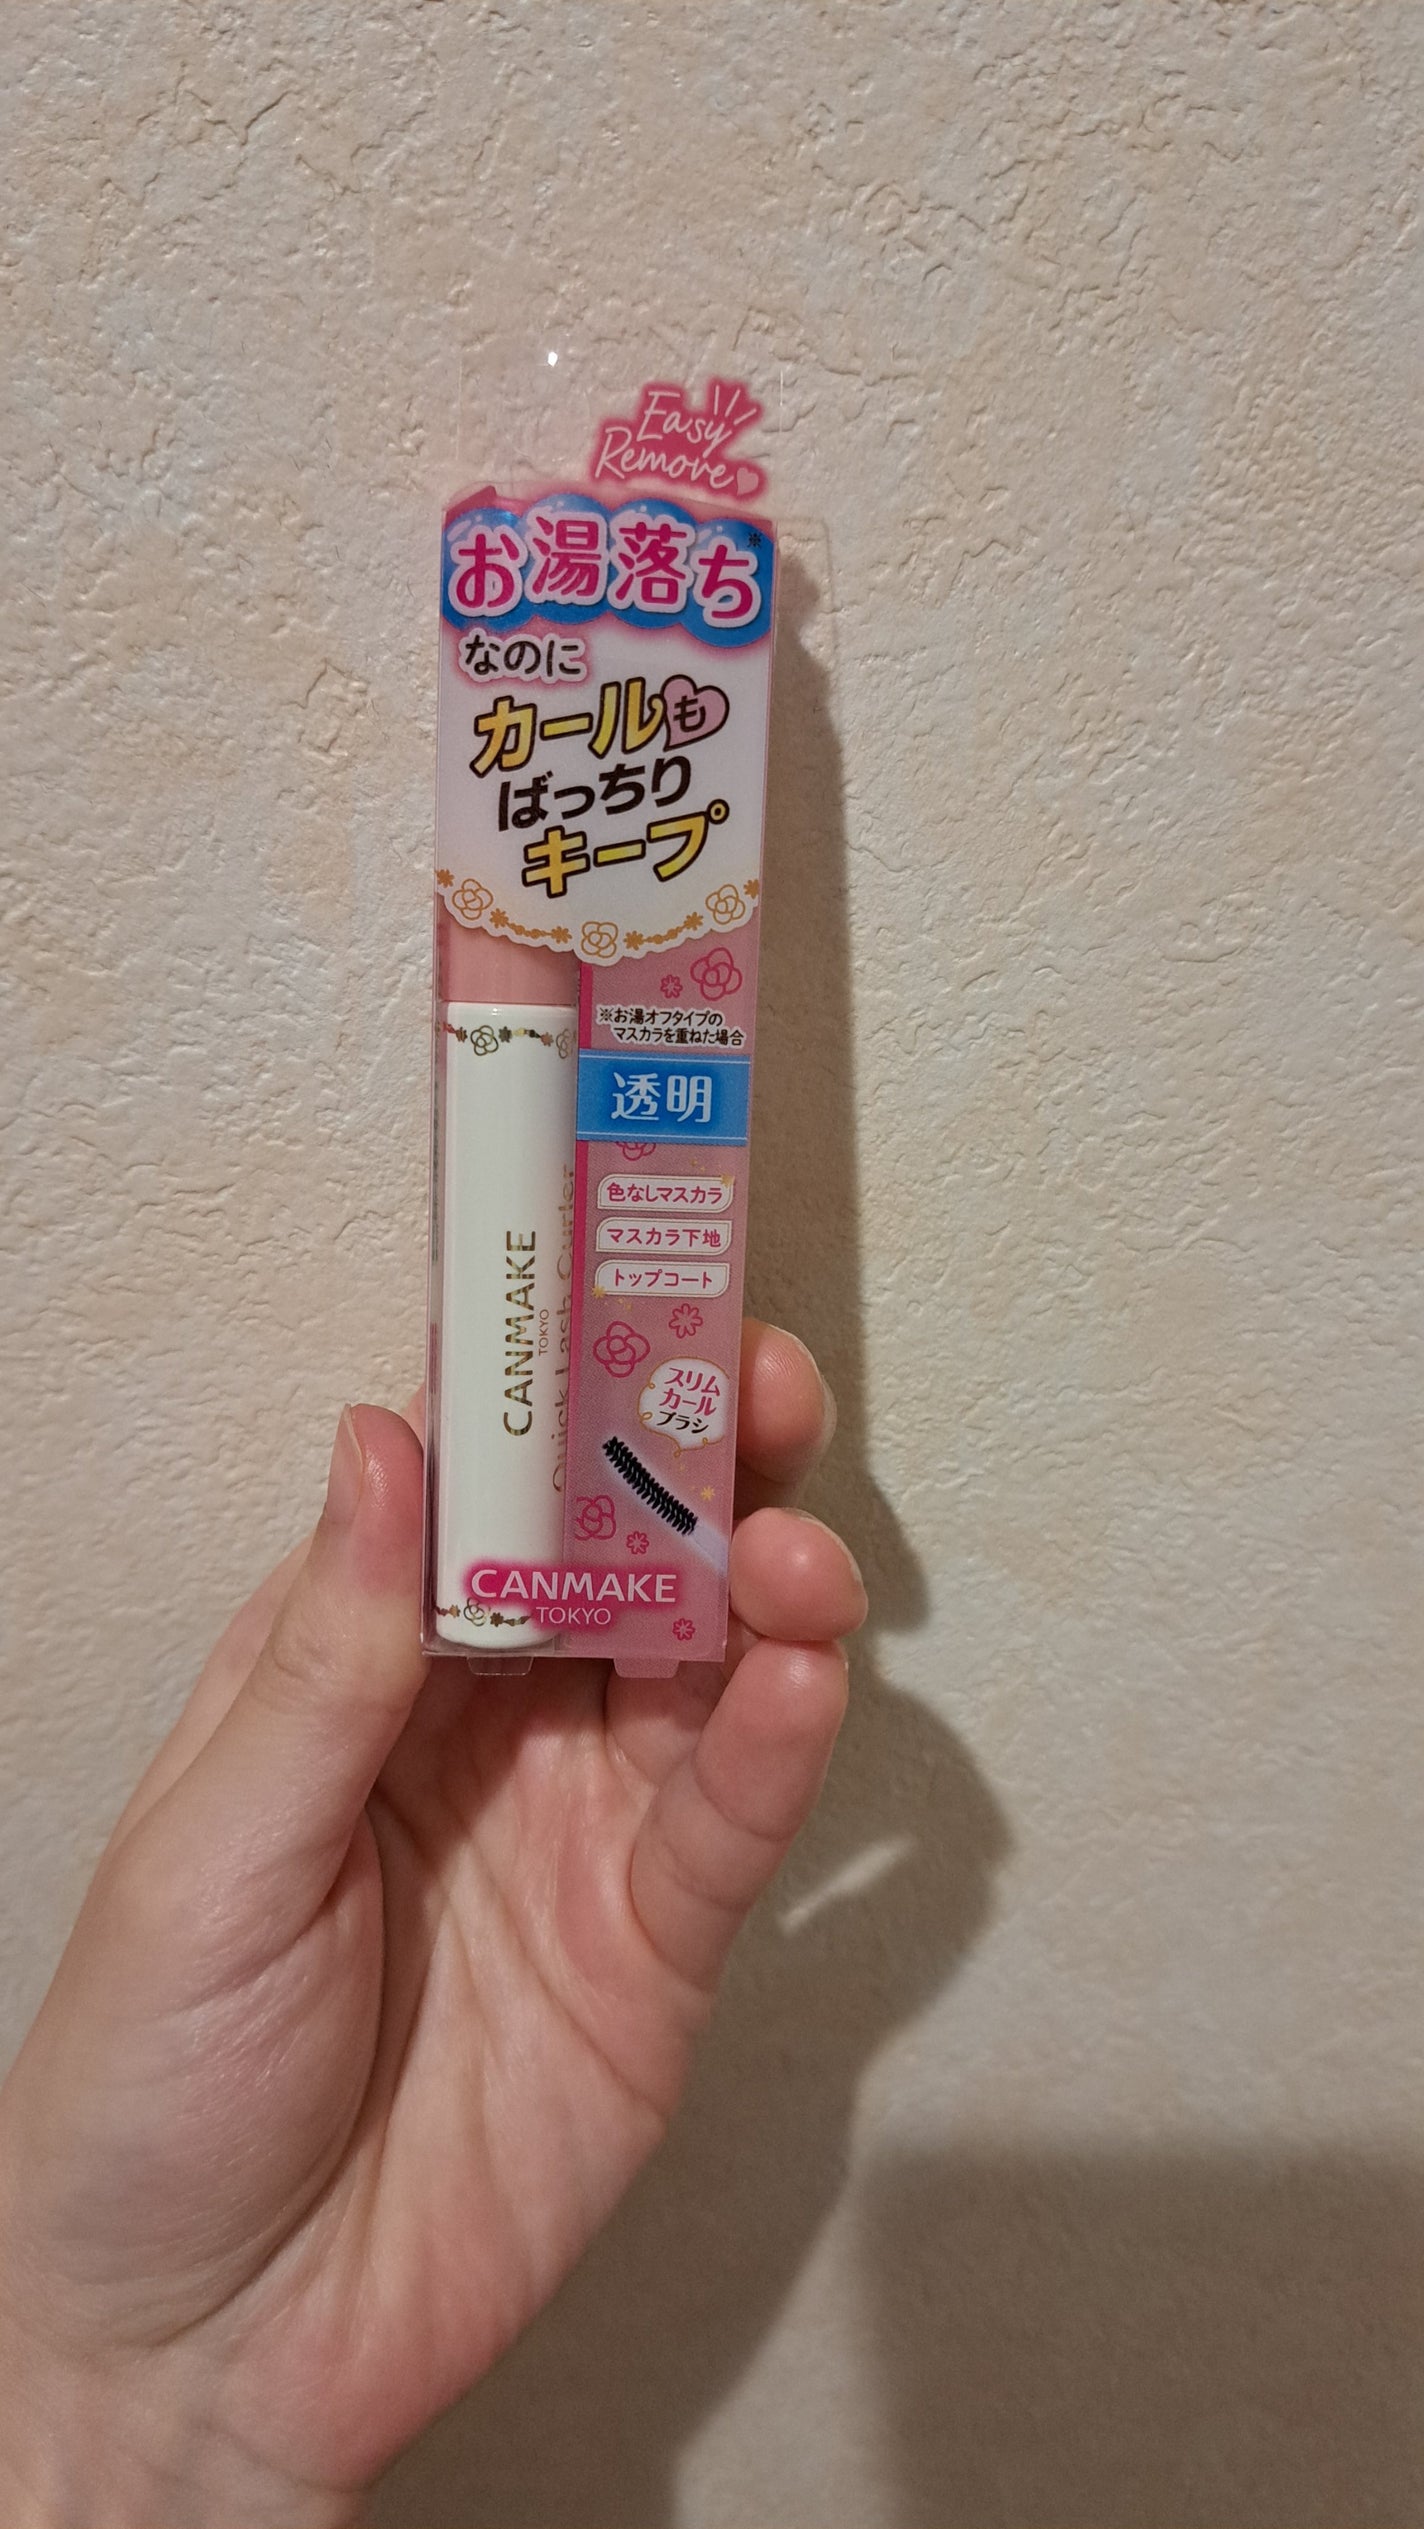 Easy
Remove
お湯落ち※
なのに
カールも
ばっちり
キープ
※お湯オフタイプの
マスカラを重ねた場合
透明
色なしマスカラ
マスカラ下地
トップコート
スリム
カール
ブラシ
CANMAKE
TOKYO
Quick Lash Curler
CANMAKE
TOKYO